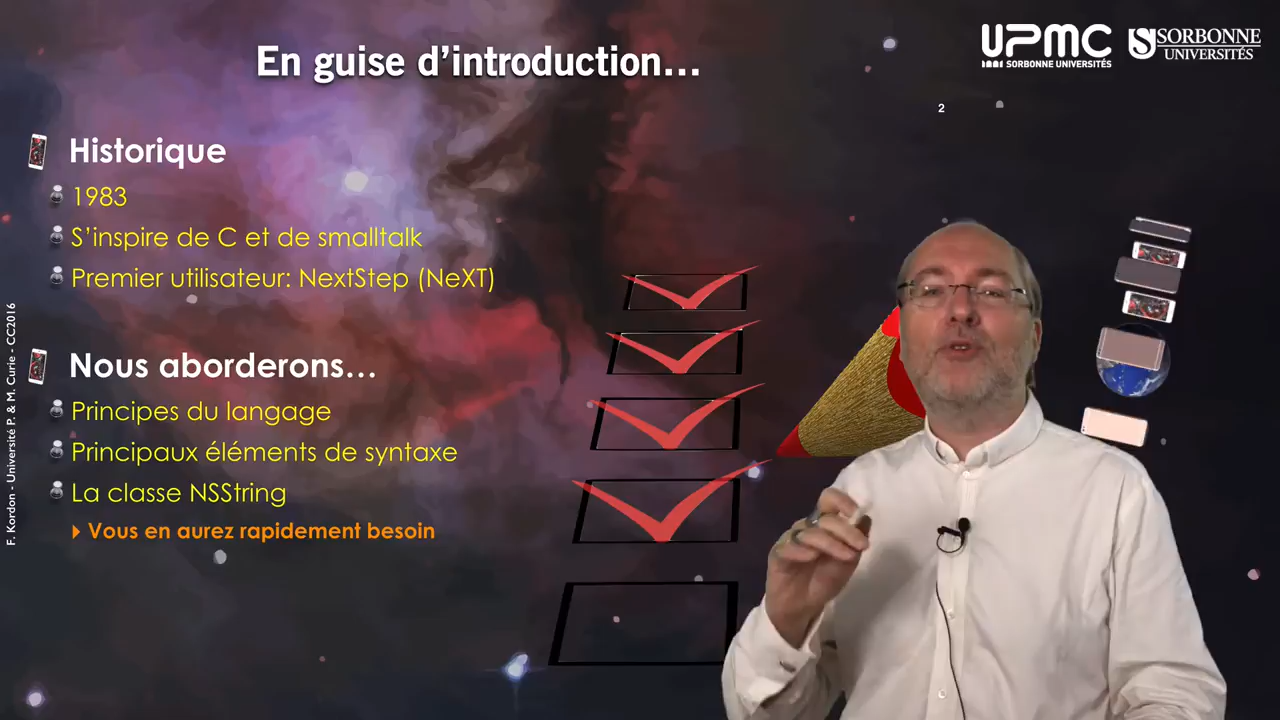 En guise d'introduction...
UPMC
SORBONNE UNIVERSITÉS
SORBONNE
UNIVERSITÉS
2
Historique
1983
S'inspire de C et de smalltalk
Premier utilisateur: NextStep (NeXT)
Nous aborderons...
Principes du langage
Principaux éléments de syntaxe
La classe NSString
Vous en aurez rapidement besoin
F. Kordon - Université P. & M. Curie - CC2016